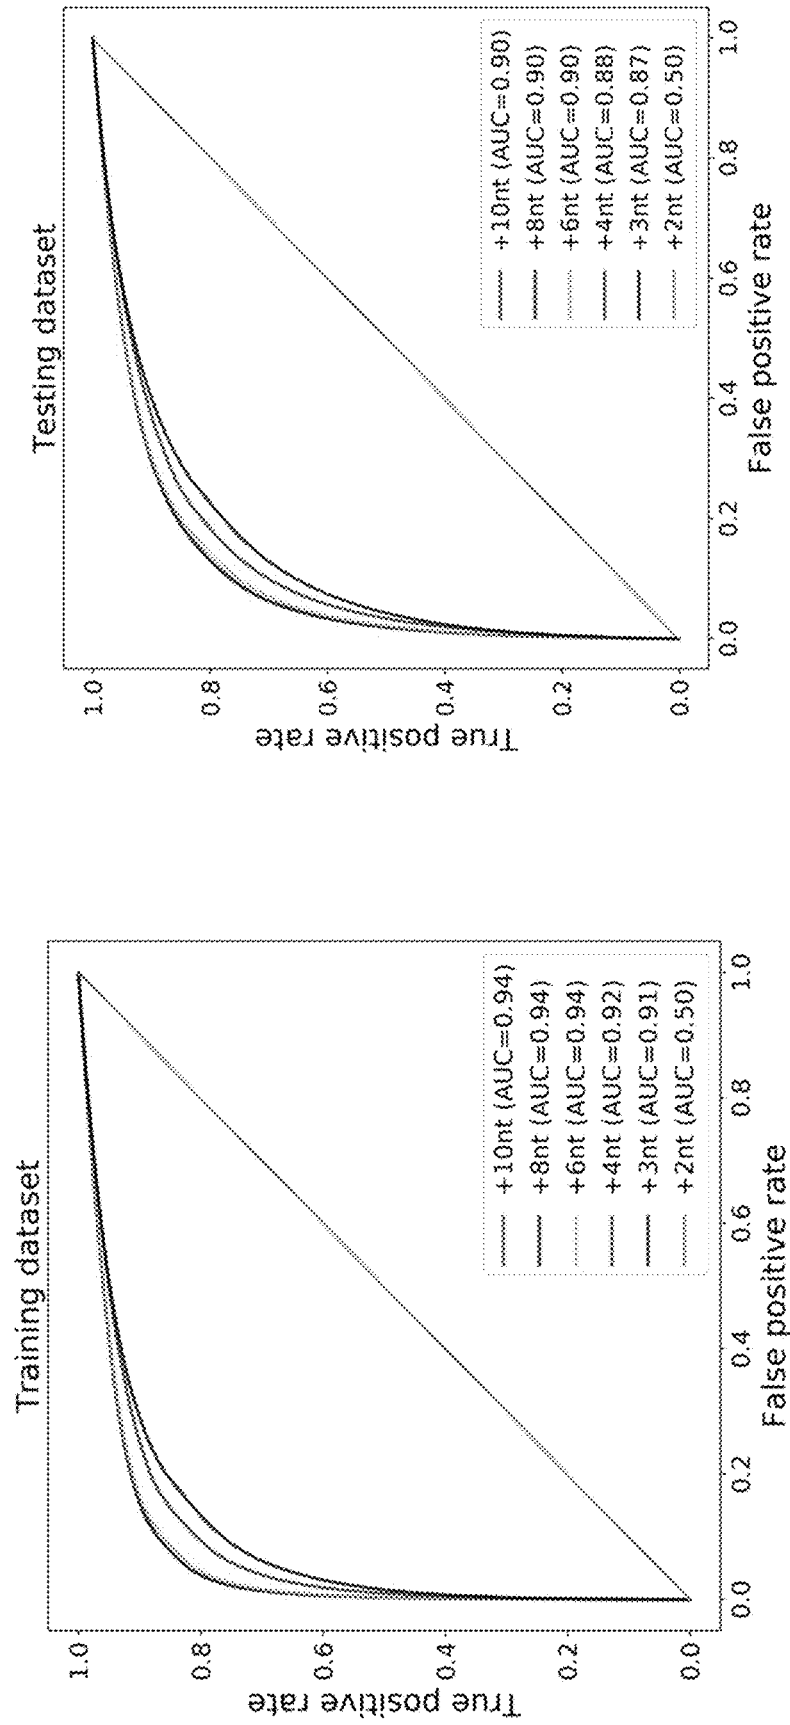 Training dataset
True positive rate
1.0
0.8
0.6
0.4
0.2
0.0
+10nt (AUC=0.94)
+8nt (AUC=0.94)
+6nt (AUC=0.94)
+4nt (AUC=0.92)
+3nt (AUC=0.91)
+2nt (AUC=0.50)
0.0 0.2 0.4 0.6 0.8 1.0
False positive rate
Testing dataset
True positive rate
1.0
0.8
0.6
0.4
0.2
0.0
+10nt (AUC=0.90)
+8nt (AUC=0.90)
+6nt (AUC=0.90)
+4nt (AUC=0.88)
+3nt (AUC=0.87)
+2nt (AUC=0.50)
0.0 0.2 0.4 0.6 0.8 1.0
False positive rate